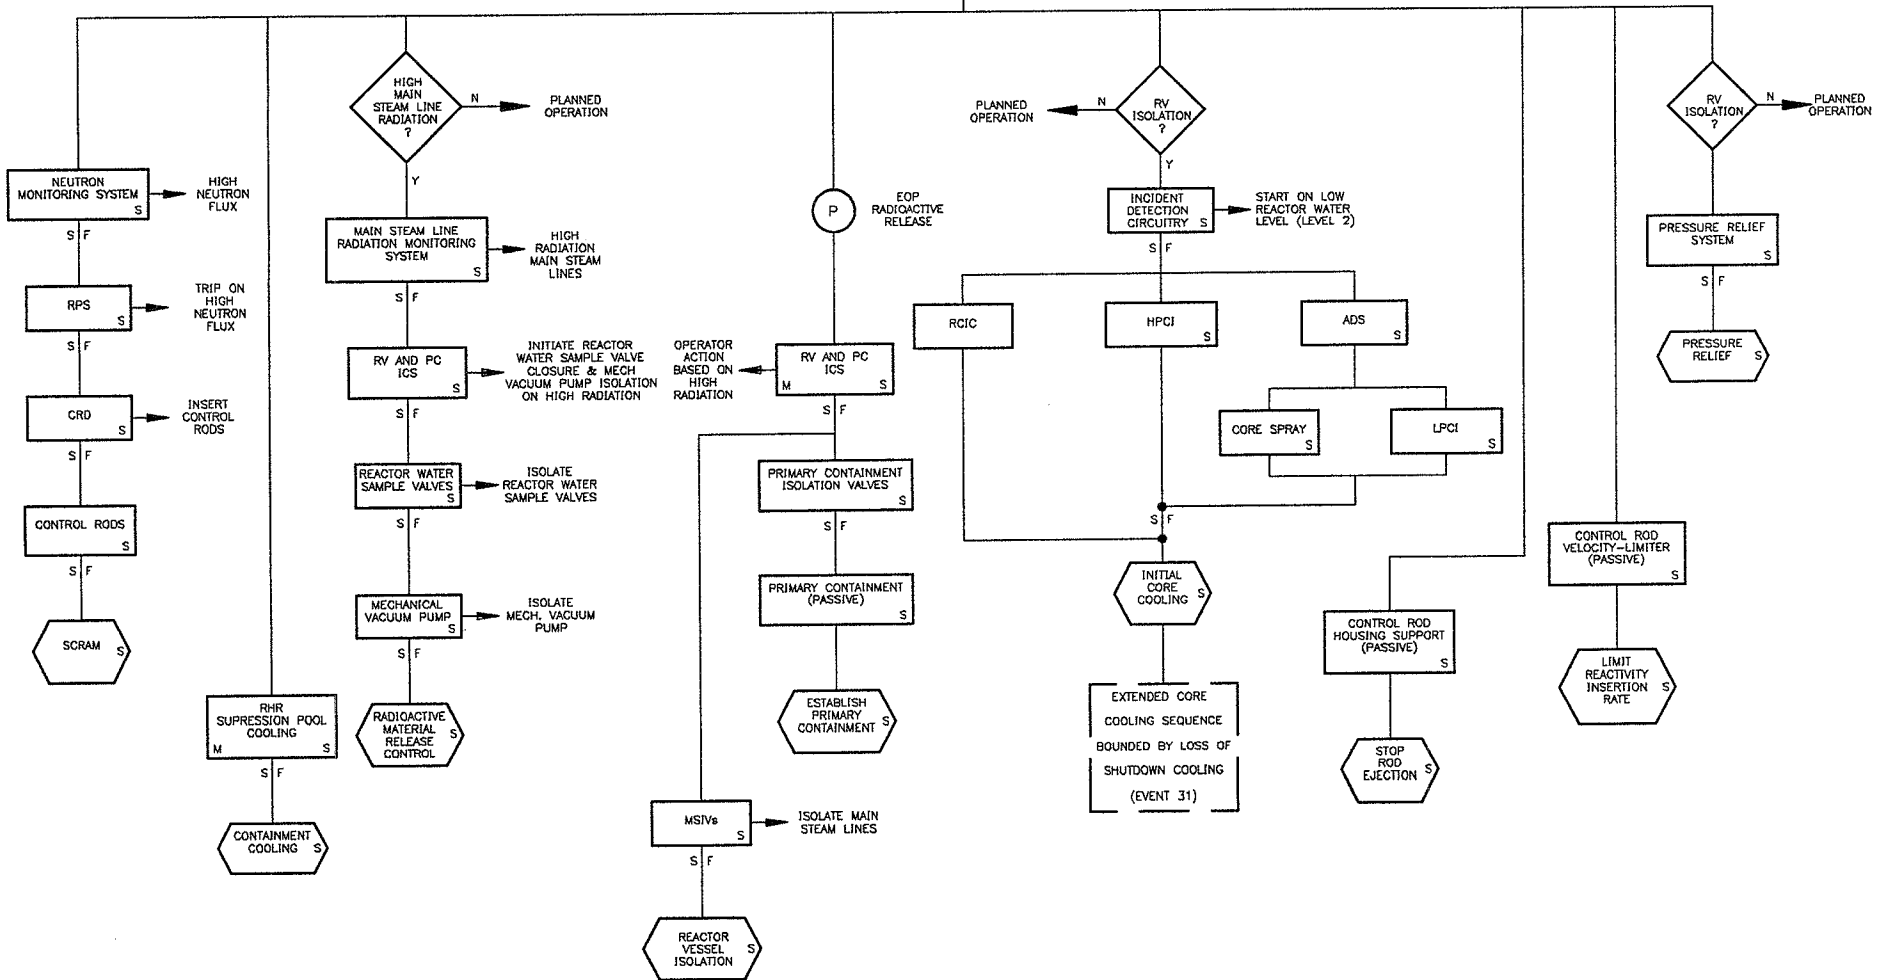 NEUTRON
MONITORING SYSTEM
S
HIGH
NEUTRON
FLUX
S F
RPS
S
TRIP ON
HIGH
NEUTRON
FLUX
S F
CRD
S
INSERT
CONTROL
RODS
S F
CONTROL RODS
S
S F
SCRAM
S
RHR
SUPRESSION POOL
COOLING
M S
S F
CONTAINMENT
COOLING
S
HIGH
MAIN
STEAM LINE
RADIATION
?
N
PLANNED
OPERATION
Y
MAIN STEAM LINE
RADIATION MONITORING
SYSTEM
S
HIGH
RADIATION
MAIN STEAM
LINES
S F
RV AND PC
ICS
S
INITIATE REACTOR
WATER SAMPLE VALVE
CLOSURE & MECH
VACUUM PUMP ISOLATION
ON HIGH RADIATION
S F
REACTOR WATER
SAMPLE VALVES
S
ISOLATE
REACTOR WATER
SAMPLE VALVES
S F
MECHANICAL
VACUUM PUMP
S
ISOLATE
MECH. VACUUM
PUMP
S F
RADIOACTIVE
MATERIAL
RELEASE
CONTROL
S
P
EOP
RADIOACTIVE
RELEASE
OPERATOR
ACTION
BASED ON
HIGH
RADIATION
RV AND PC
ICS
M S
S F
PRIMARY CONTAINMENT
ISOLATION VALVES
S
S F
PRIMARY CONTAINMENT
(PASSIVE)
S
ESTABLISH
PRIMARY
CONTAINMENT
S
MSIVs
S
ISOLATE MAIN
STEAM LINES
S F
REACTOR
VESSEL
ISOLATION
S
PLANNED
OPERATION
N
RV
ISOLATION
?
Y
INCIDENT
DETECTION
CIRCUITRY
S
START ON LOW
REACTOR WATER
LEVEL (LEVEL 2)
S F
RCIC
HPCI
S
ADS
S
CORE SPRAY
S
LPCI
S
S F
INITIAL
CORE
COOLING
S
EXTENDED CORE
COOLING SEQUENCE
BOUNDED BY LOSS OF
SHUTDOWN COOLING
(EVENT 31)
CONTROL ROD
HOUSING SUPPORT
(PASSIVE)
S
STOP
ROD
EJECTION
S
CONTROL ROD
VELOCITY-LIMITER
(PASSIVE)
S
LIMIT
REACTIVITY
INSERTION
RATE
S
RV
ISOLATION
?
N
PLANNED
OPERATION
PRESSURE RELIEF
SYSTEM
S
S F
PRESSURE
RELIEF
S